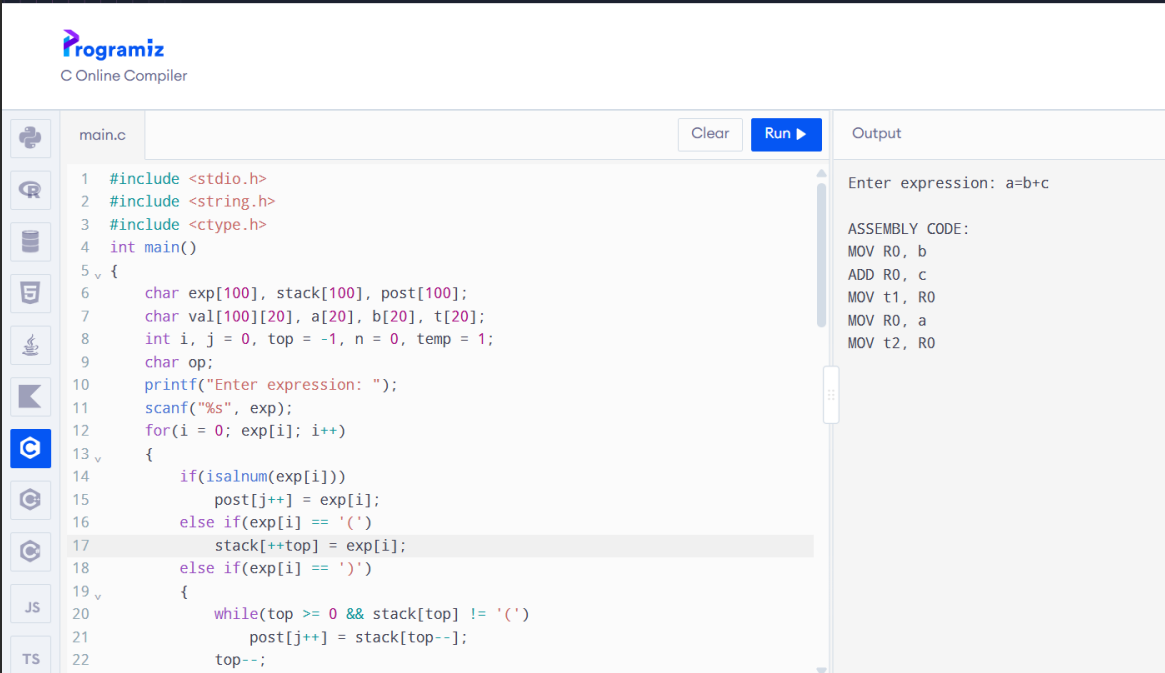 Programiz
C Online Compiler
main.c
Clear
Run
Output
1 #include <stdio.h>
2 #include <string.h>
3 #include <ctype.h>
4 int main()
5 {
6 char exp[100], stack[100], post[100];
7 char val[100][20], a[20], b[20], t[20];
8 int i, j = 0, top = -1, n = 0, temp = 1;
9 char op;
10 printf("Enter expression: ");
11 scanf("%s", exp);
12 for(i = 0; exp[i]; i++)
13 {
14 if(isalnum(exp[i]))
15 post[j++] = exp[i];
16 else if(exp[i] == '(')
17 stack[++top] = exp[i];
18 else if(exp[i] == ')')
19 {
20 while(top >= 0 && stack[top] != '(')
21 post[j++] = stack[top--];
22 top--;
Enter expression: a=b+c
ASSEMBLY CODE:
MOV R0, b
ADD R0, c
MOV t1, R0
MOV R0, a
MOV t2, R0
R
5
C
C
C
JS
TS